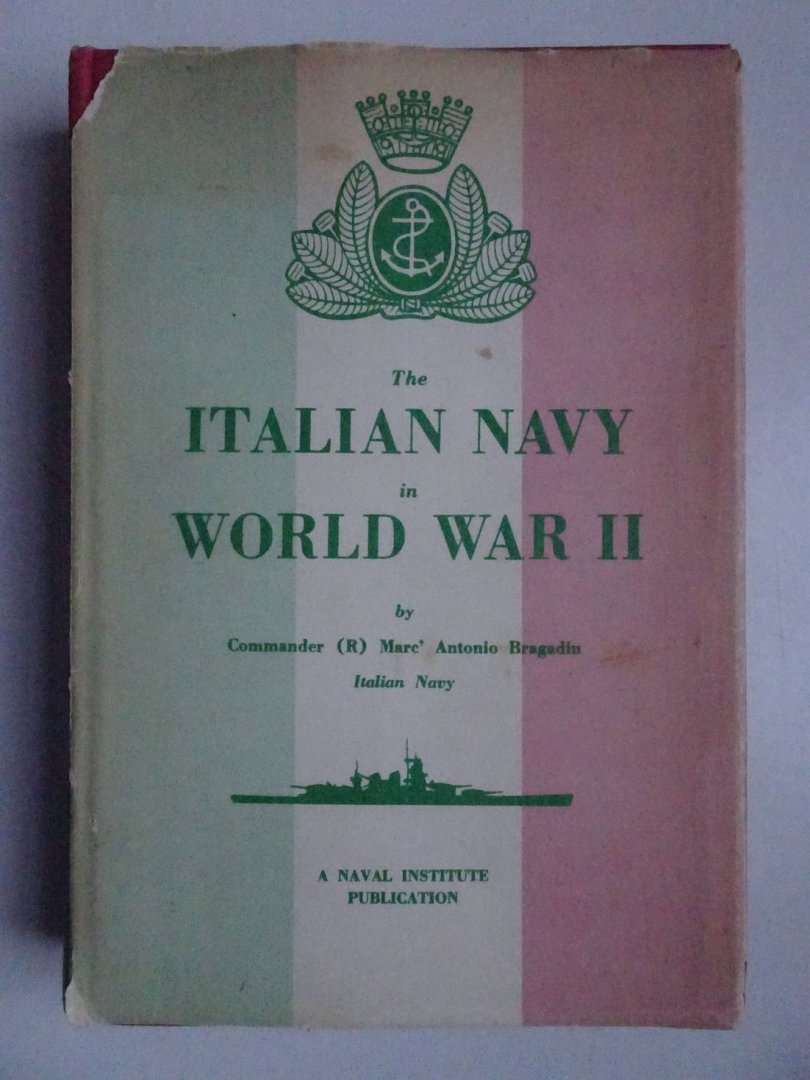 The
ITALIAN NAVY
in
WORLD WAR II
by
Commander (R) Marc' Antonio Bragadin
Italian Navy
A NAVAL INSTITUTE
PUBLICATION